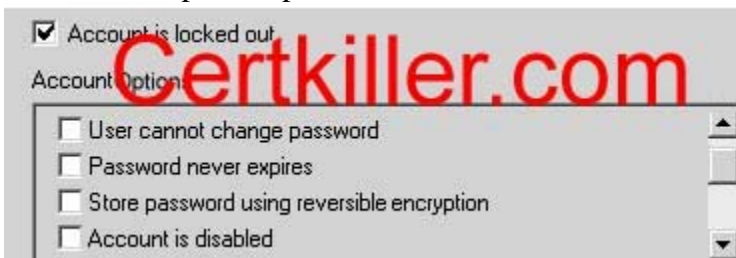 Account is locked out
Certkiller.com
Account Options
User cannot change password
Password never expires
Store password using reversible encryption
Account is disabled